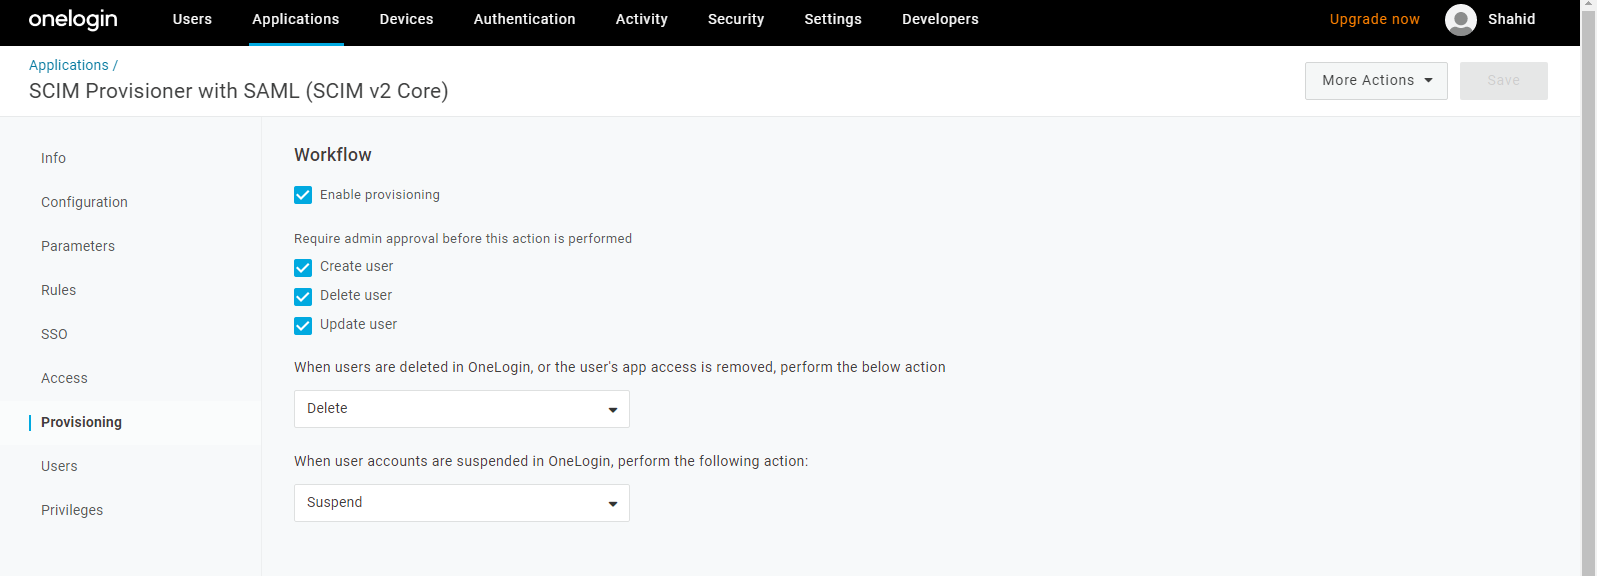 onelogin Users Applications Devices Authentication Activity Security Settings Developers Upgrade now Shahid
Applications /
SCIM Provisioner with SAML (SCIM v2 Core)
More Actions Save
Info
Configuration
Parameters
Rules
SSO
Access
Provisioning
Users
Privileges
Workflow
Enable provisioning
Require admin approval before this action is performed
Create user
Delete user
Update user
When users are deleted in OneLogin, or the user's app access is removed, perform the below action
Delete
When user accounts are suspended in OneLogin, perform the following action:
Suspend